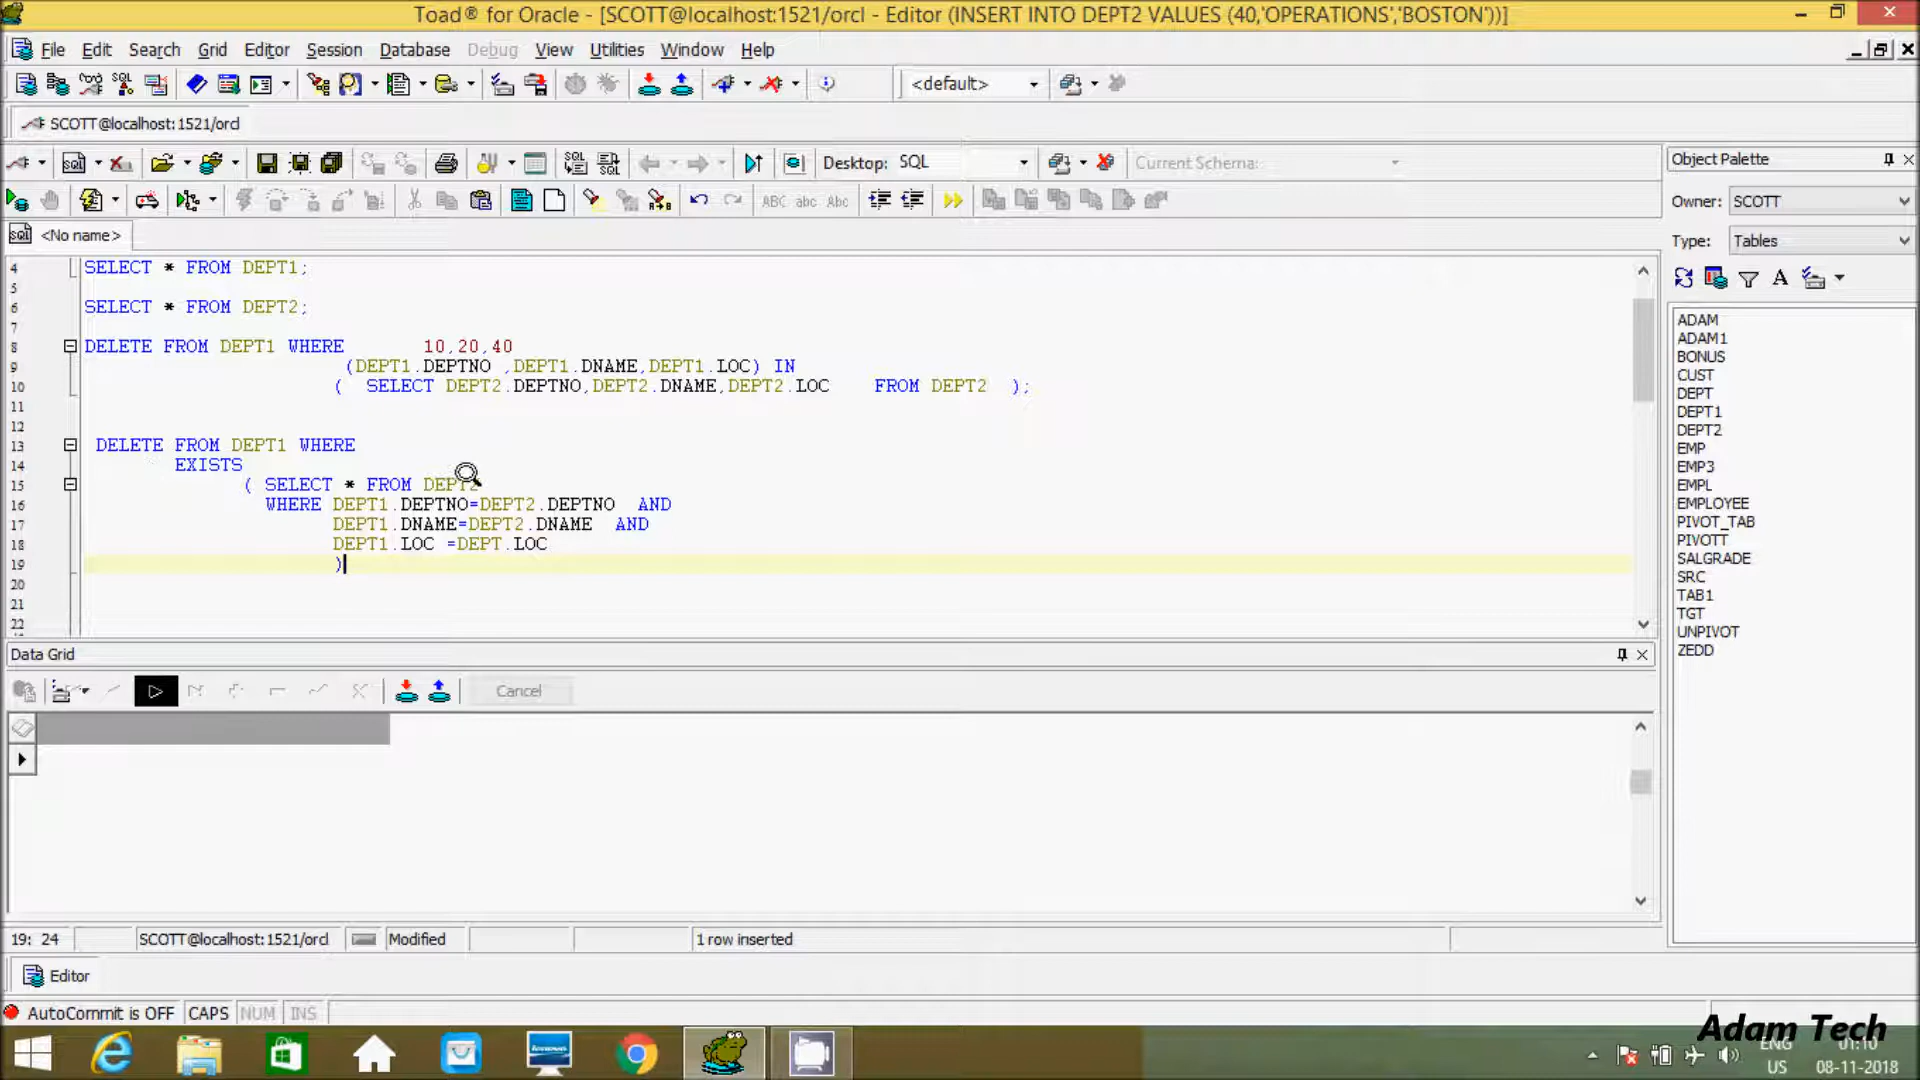 Toad® for Oracle - [SCOTT@localhost:1521/orcl - Editor (INSERT INTO DEPT2 VALUES (40,'OPERATIONS','BOSTON'))]
File Edit Search Grid Editor Session Database Debug View Utilities Window Help
<default>
SCOTT@localhost:1521/orcl
Desktop: SQL Current Schema:
ABC abc Abc
<No name>
4 SELECT * FROM DEPT1;
5
6 SELECT * FROM DEPT2;
7
8 DELETE FROM DEPT1 WHERE 10,20,40
9 (DEPT1.DEPTNO ,DEPT1.DNAME,DEPT1.LOC) IN
10 ( SELECT DEPT2.DEPTNO,DEPT2.DNAME,DEPT2.LOC FROM DEPT2 );
11
12
13 DELETE FROM DEPT1 WHERE
14 EXISTS
15 ( SELECT * FROM DEPT2
16 WHERE DEPT1.DEPTNO=DEPT2.DEPTNO AND
17 DEPT1.DNAME=DEPT2.DNAME AND
18 DEPT1.LOC =DEPT.LOC
19 )
20
21
22
Object Palette
Owner: SCOTT
Type: Tables
ADAM
ADAM1
BONUS
CUST
DEPT
DEPT1
DEPT2
EMP
EMP3
EMPL
EMPLOYEE
PIVOT_TAB
PIVOTT
SALGRADE
SRC
TAB1
TGT
UNPIVOT
ZEDD
Data Grid
Cancel
19: 24 SCOTT@localhost:1521/orcl Modified 1 row inserted
Editor
AutoCommit is OFF CAPS NUM INS
Adam Tech
ENG 01:10
US 08-11-2018